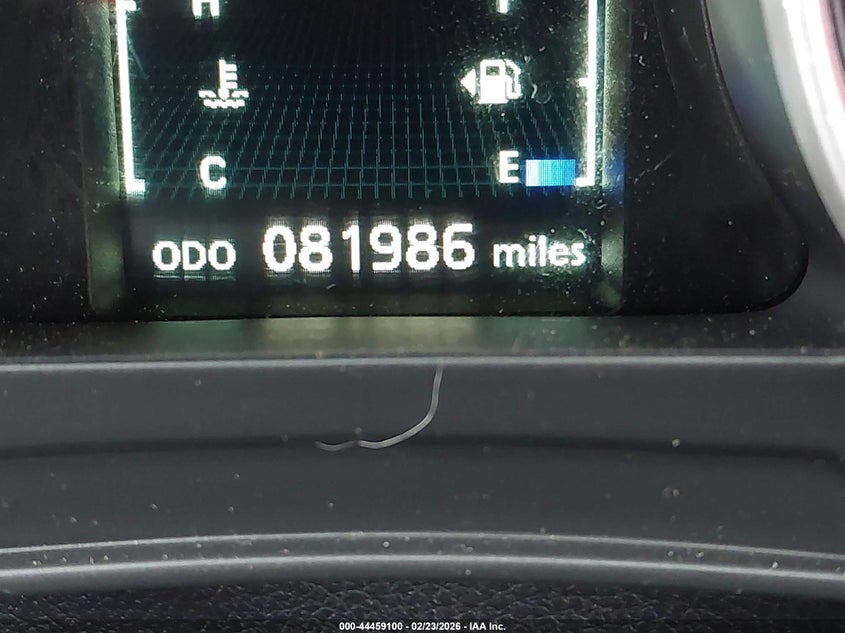 H F
E
C E
ODO 081986 miles
000-44459100 - 02/23/2026 - IAA Inc.